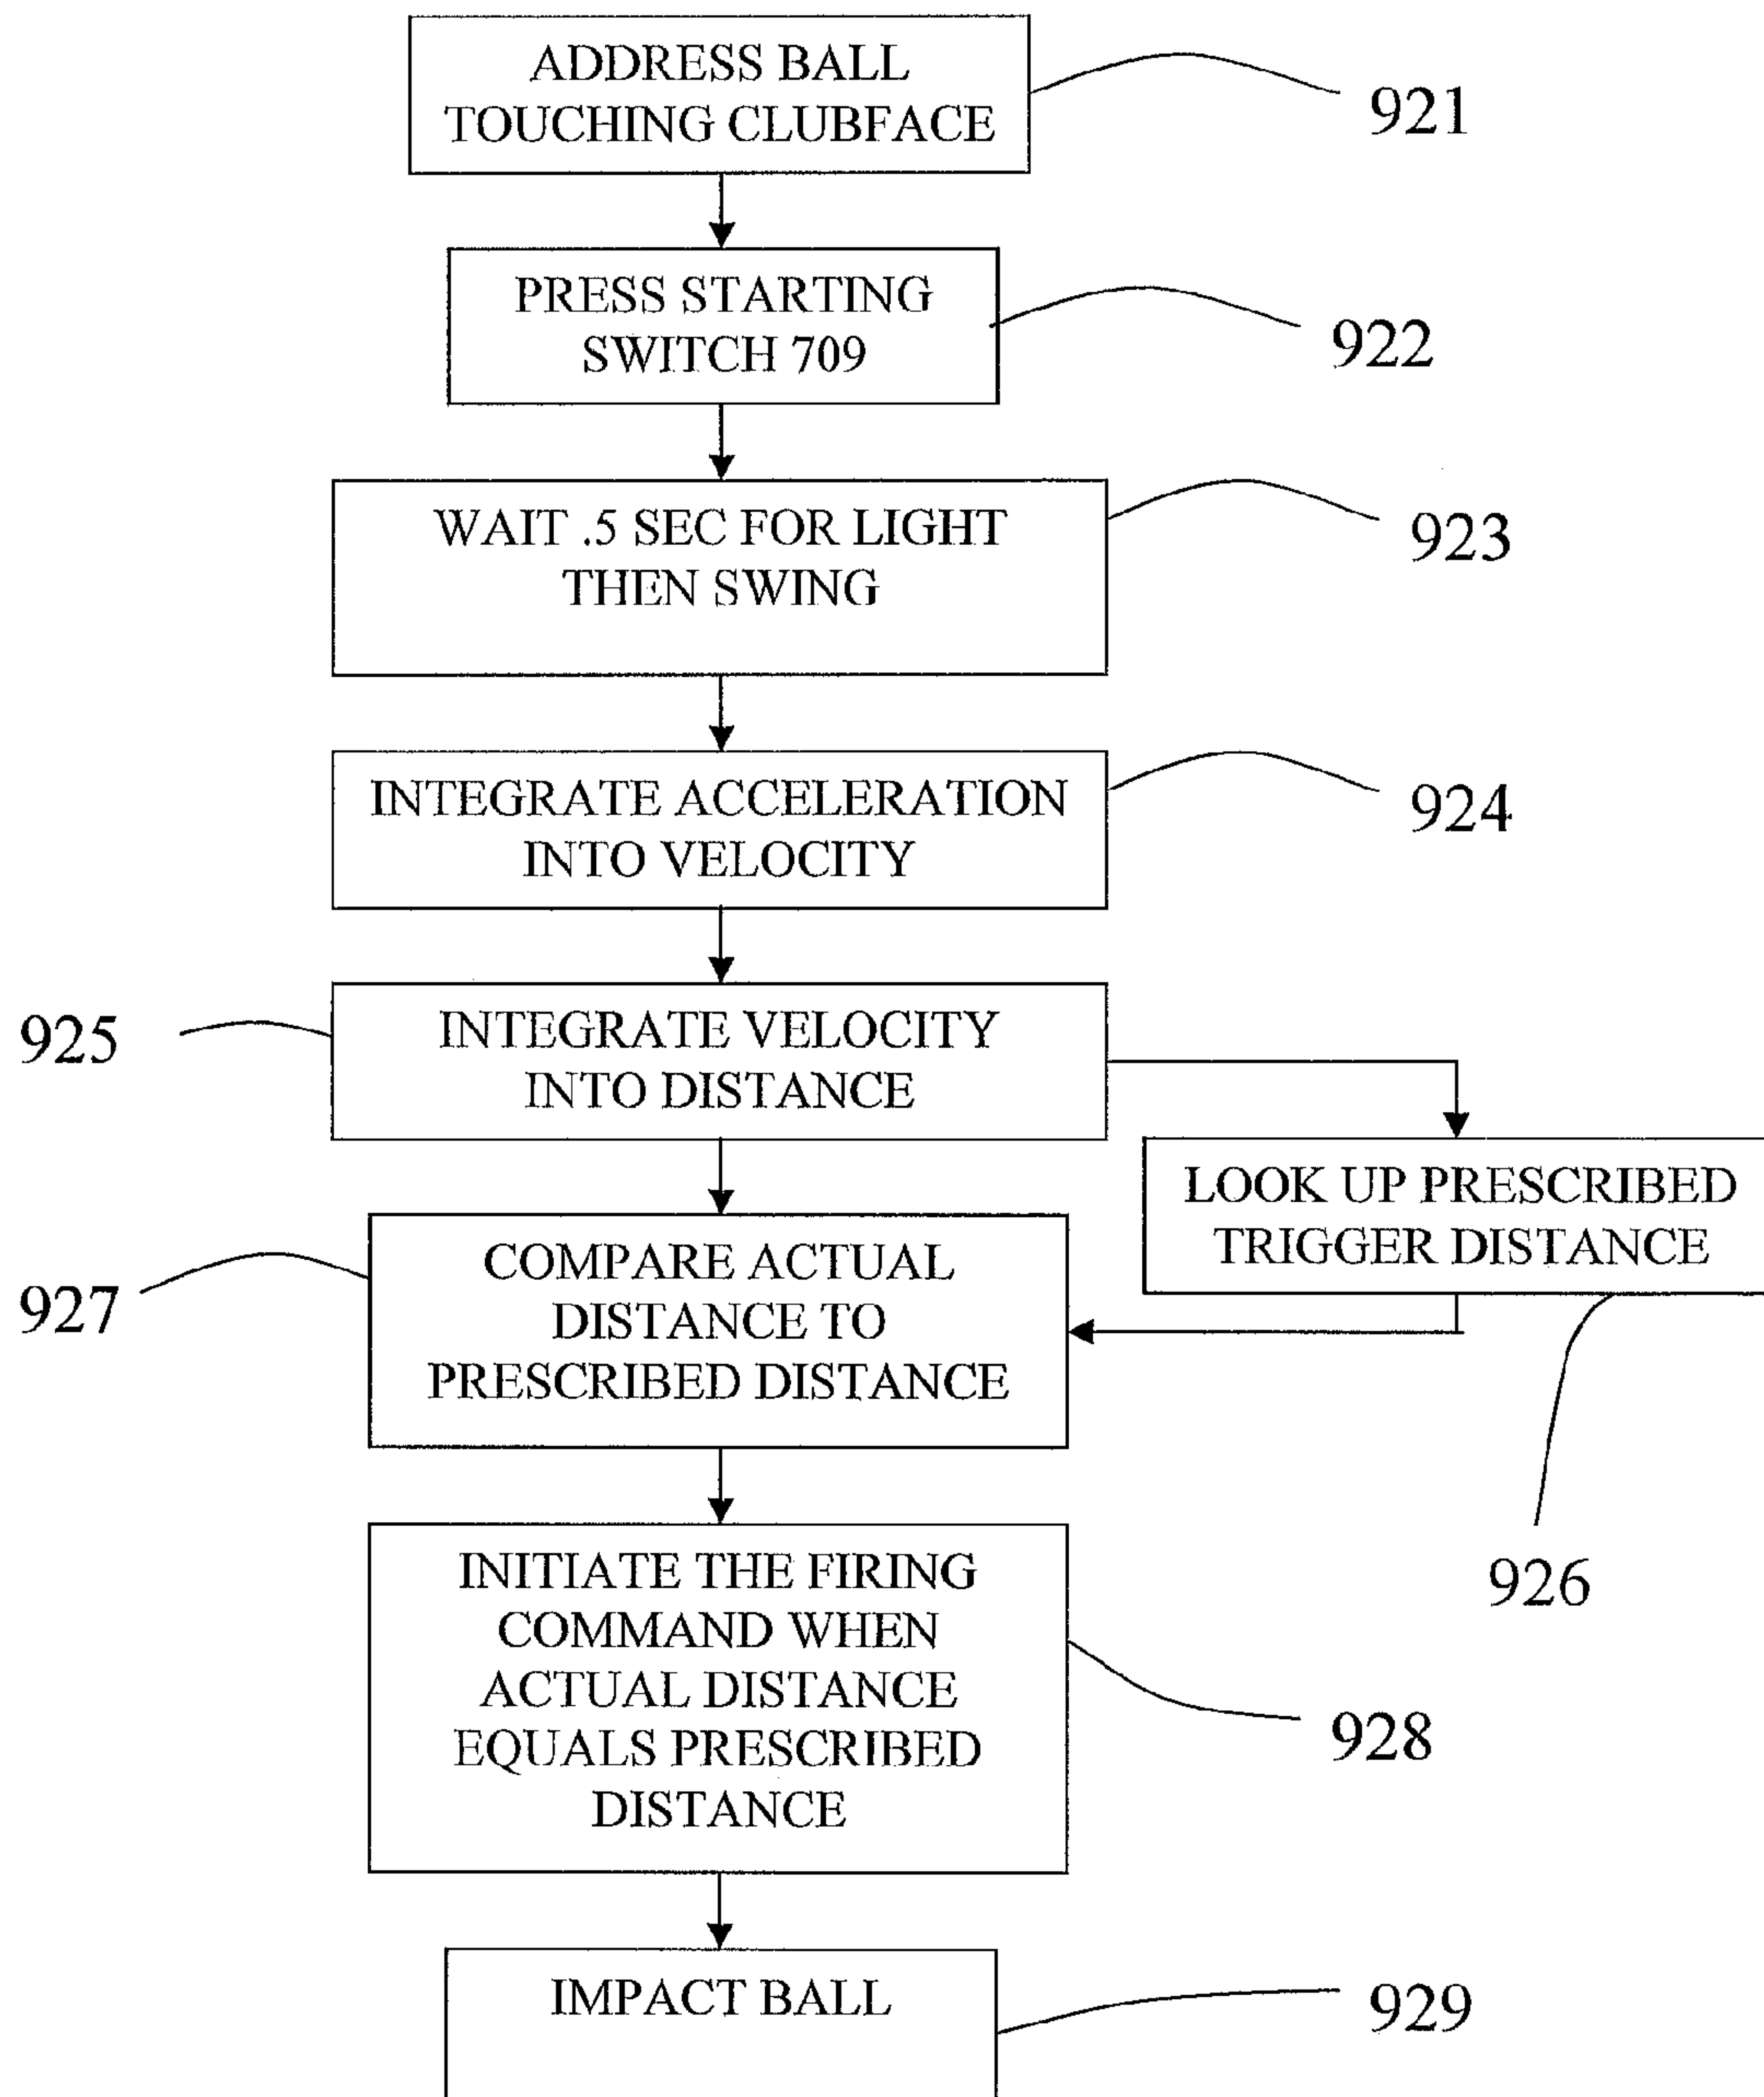 ADDRESS BALL
TOUCHING CLUBFACE
921
PRESS STARTING
SWITCH 709
922
WAIT .5 SEC FOR LIGHT
THEN SWING
923
INTEGRATE ACCELERATION
INTO VELOCITY
924
925
INTEGRATE VELOCITY
INTO DISTANCE
LOOK UP PRESCRIBED
TRIGGER DISTANCE
926
927
COMPARE ACTUAL
DISTANCE TO
PRESCRIBED DISTANCE
INITIATE THE FIRING
COMMAND WHEN
ACTUAL DISTANCE
EQUALS PRESCRIBED
DISTANCE
928
IMPACT BALL
929